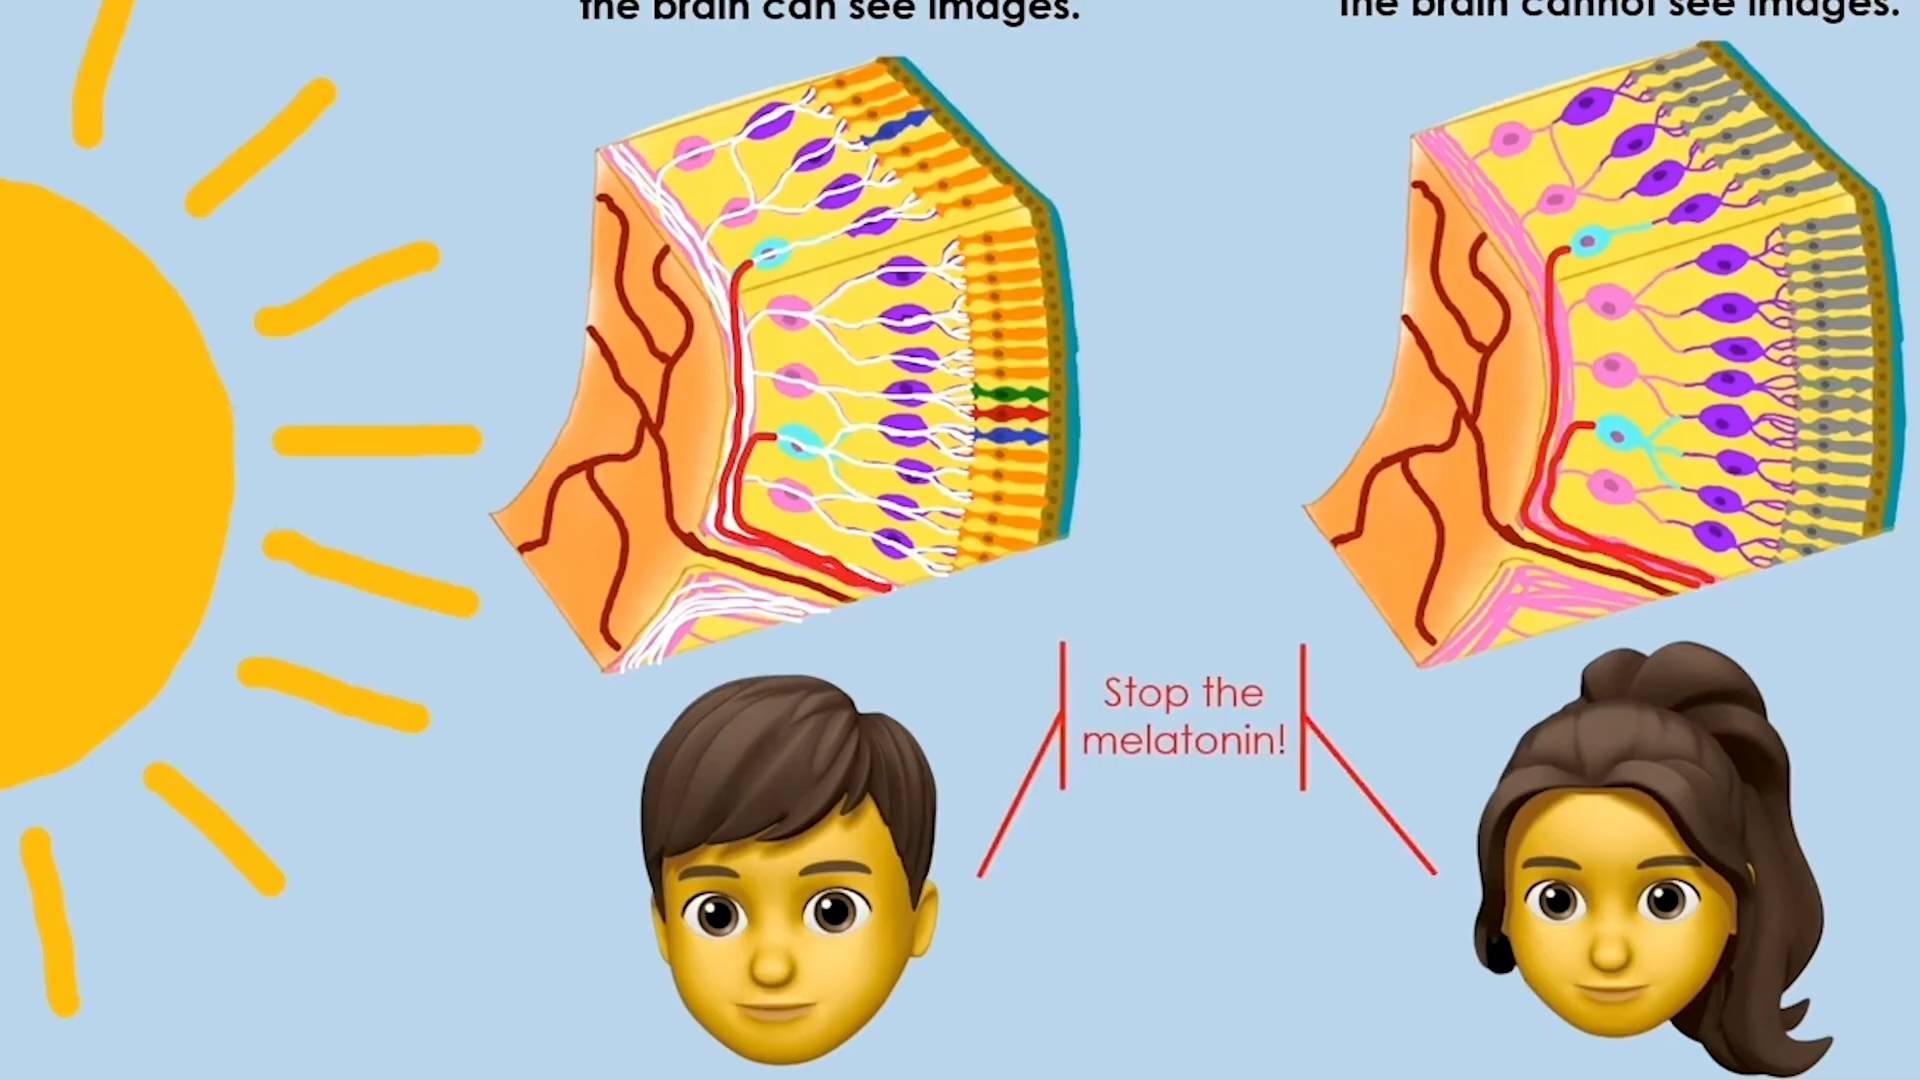 the brain can see images.
the brain cannot see images.
Stop the
melatonin!